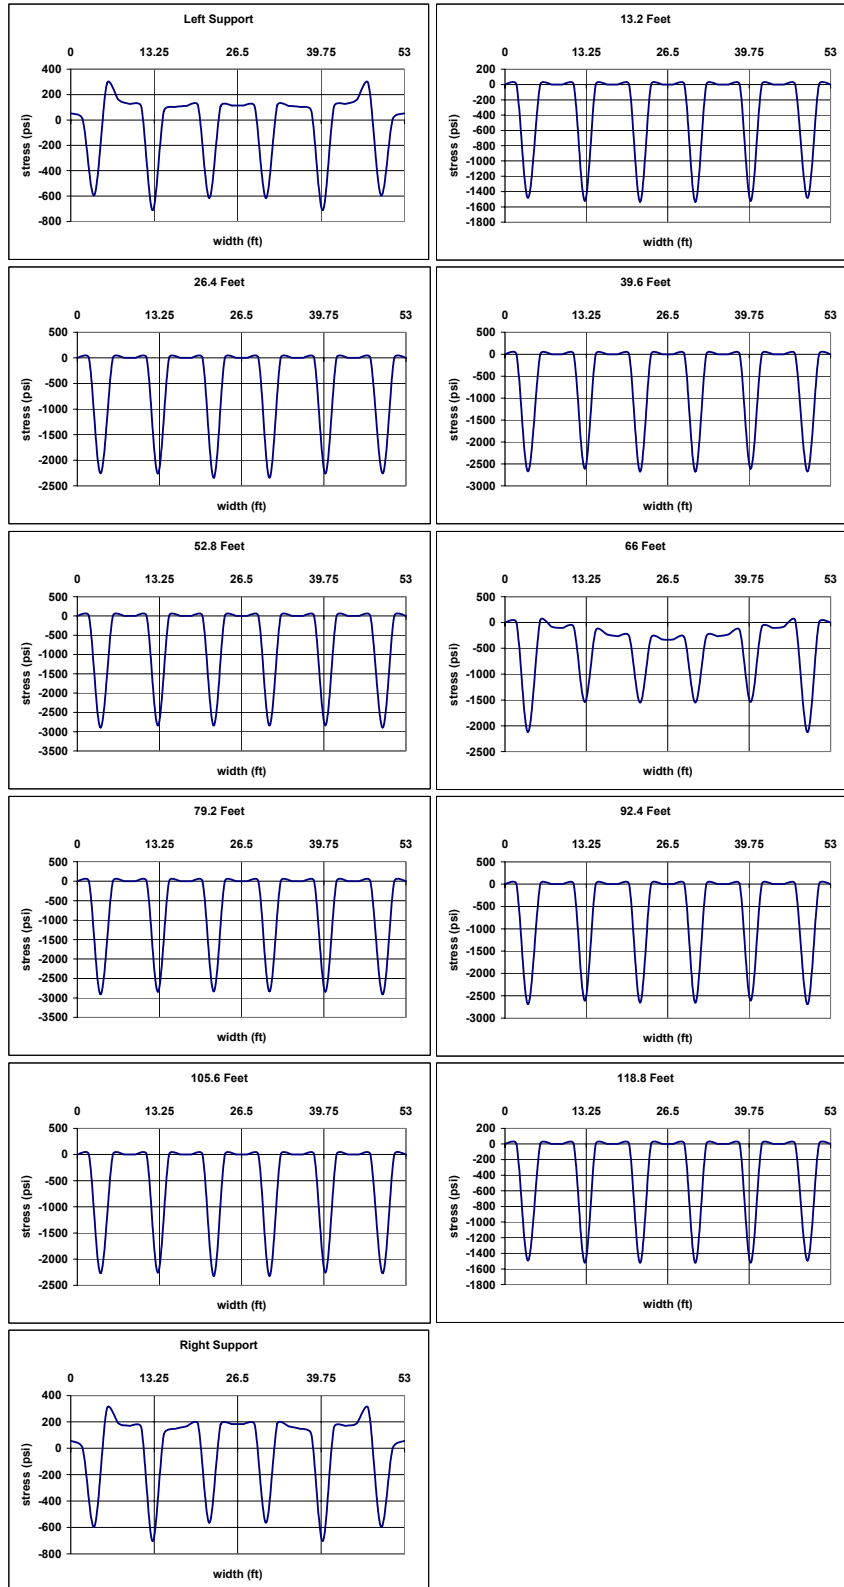 Left Support
0 13.25 26.5 39.75 53
400
200
0
-200
-400
-600
-800
stress (psi)
width (ft)
13.2 Feet
0 13.25 26.5 39.75 53
200
0
-200
-400
-600
-800
-1000
-1200
-1400
-1600
-1800
stress (psi)
width (ft)
26.4 Feet
0 13.25 26.5 39.75 53
500
0
-500
-1000
-1500
-2000
-2500
stress (psi)
width (ft)
39.6 Feet
0 13.25 26.5 39.75 53
500
0
-500
-1000
-1500
-2000
-2500
-3000
stress (psi)
width (ft)
52.8 Feet
0 13.25 26.5 39.75 53
500
0
-500
-1000
-1500
-2000
-2500
-3000
-3500
stress (psi)
width (ft)
66 Feet
0 13.25 26.5 39.75 53
500
0
-500
-1000
-1500
-2000
-2500
stress (psi)
width (ft)
79.2 Feet
0 13.25 26.5 39.75 53
500
0
-500
-1000
-1500
-2000
-2500
-3000
-3500
stress (psi)
width (ft)
92.4 Feet
0 13.25 26.5 39.75 53
500
0
-500
-1000
-1500
-2000
-2500
-3000
stress (psi)
width (ft)
105.6 Feet
0 13.25 26.5 39.75 53
500
0
-500
-1000
-1500
-2000
-2500
stress (psi)
width (ft)
118.8 Feet
0 13.25 26.5 39.75 53
200
0
-200
-400
-600
-800
-1000
-1200
-1400
-1600
-1800
stress (psi)
width (ft)
Right Support
0 13.25 26.5 39.75 53
400
200
0
-200
-400
-600
-800
stress (psi)
width (ft)